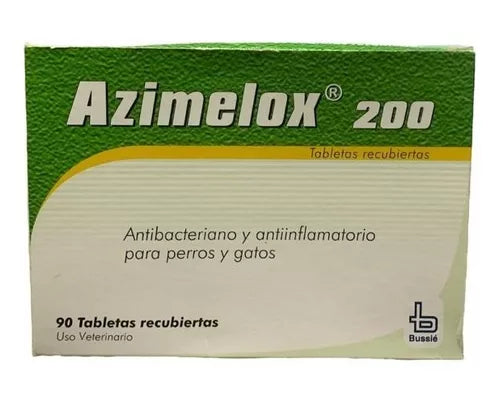 Azimelox® 200
Tabletas recubiertas
Antibacteriano y antiinflamatorio
para perros y gatos
90 Tabletas recubiertas
Uso Veterinario
Bussié